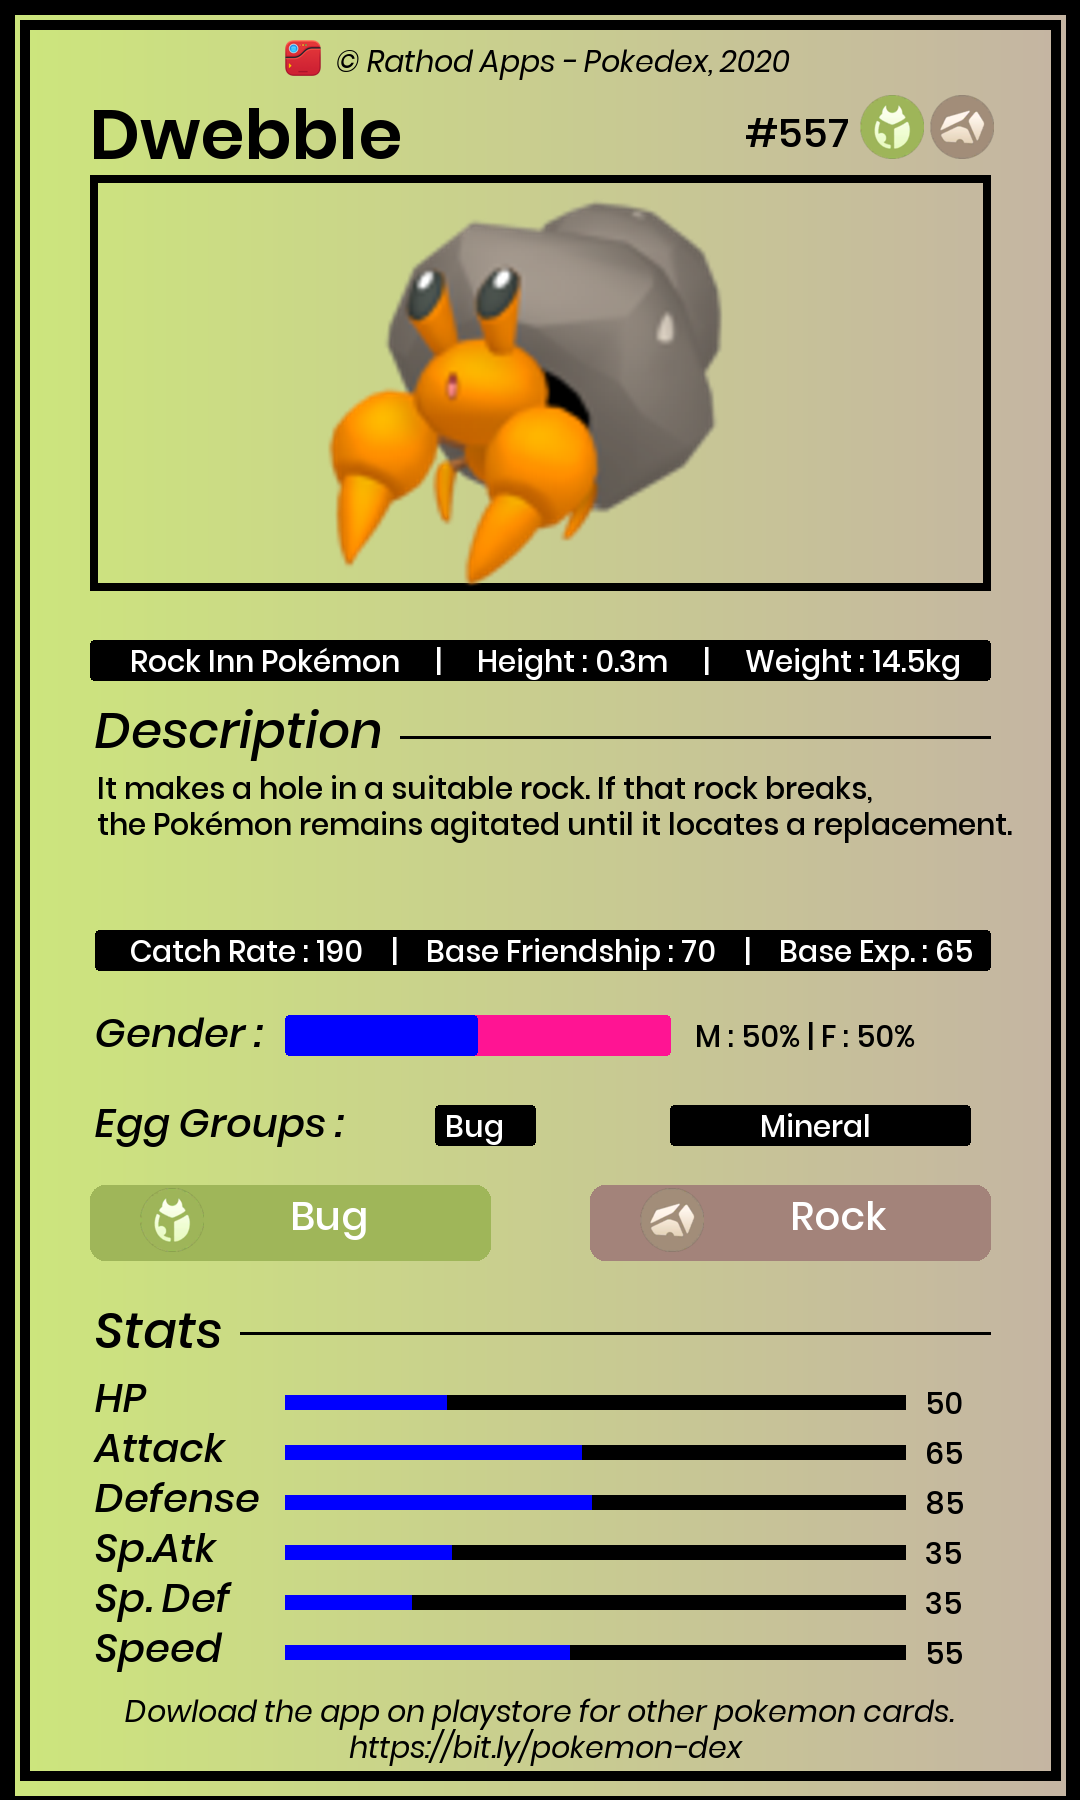 © Rathod Apps - Pokedex, 2020
Dwebble #557
Rock Inn Pokémon | Height : 0.3m | Weight : 14.5kg
Description
It makes a hole in a suitable rock. If that rock breaks,
the Pokémon remains agitated until it locates a replacement.
Catch Rate : 190 | Base Friendship : 70 | Base Exp. : 65
Gender : M : 50% | F : 50%
Egg Groups : Bug Mineral
Bug Rock
Stats
HP 50
Attack 65
Defense 85
Sp.Atk 35
Sp. Def 35
Speed 55
Dowload the app on playstore for other pokemon cards.
https://bit.ly/pokemon-dex